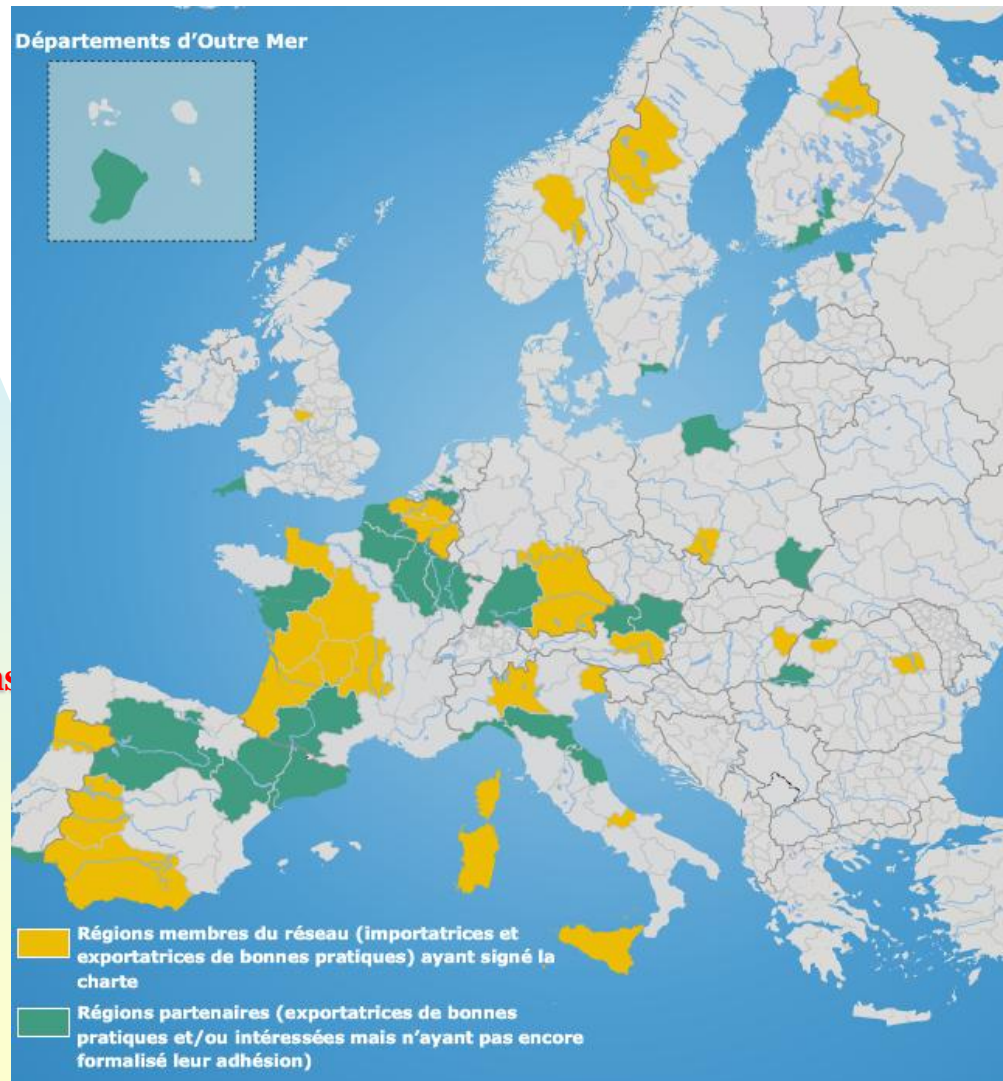 Départements d'Outre Mer
Régions membres du réseau (importatrices et
exportatrices de bonnes pratiques) ayant signé la
charte
Régions partenaires (exportatrices de bonnes
pratiques et/ou intéressées mais n'ayant pas encore
formalisé leur adhésion)